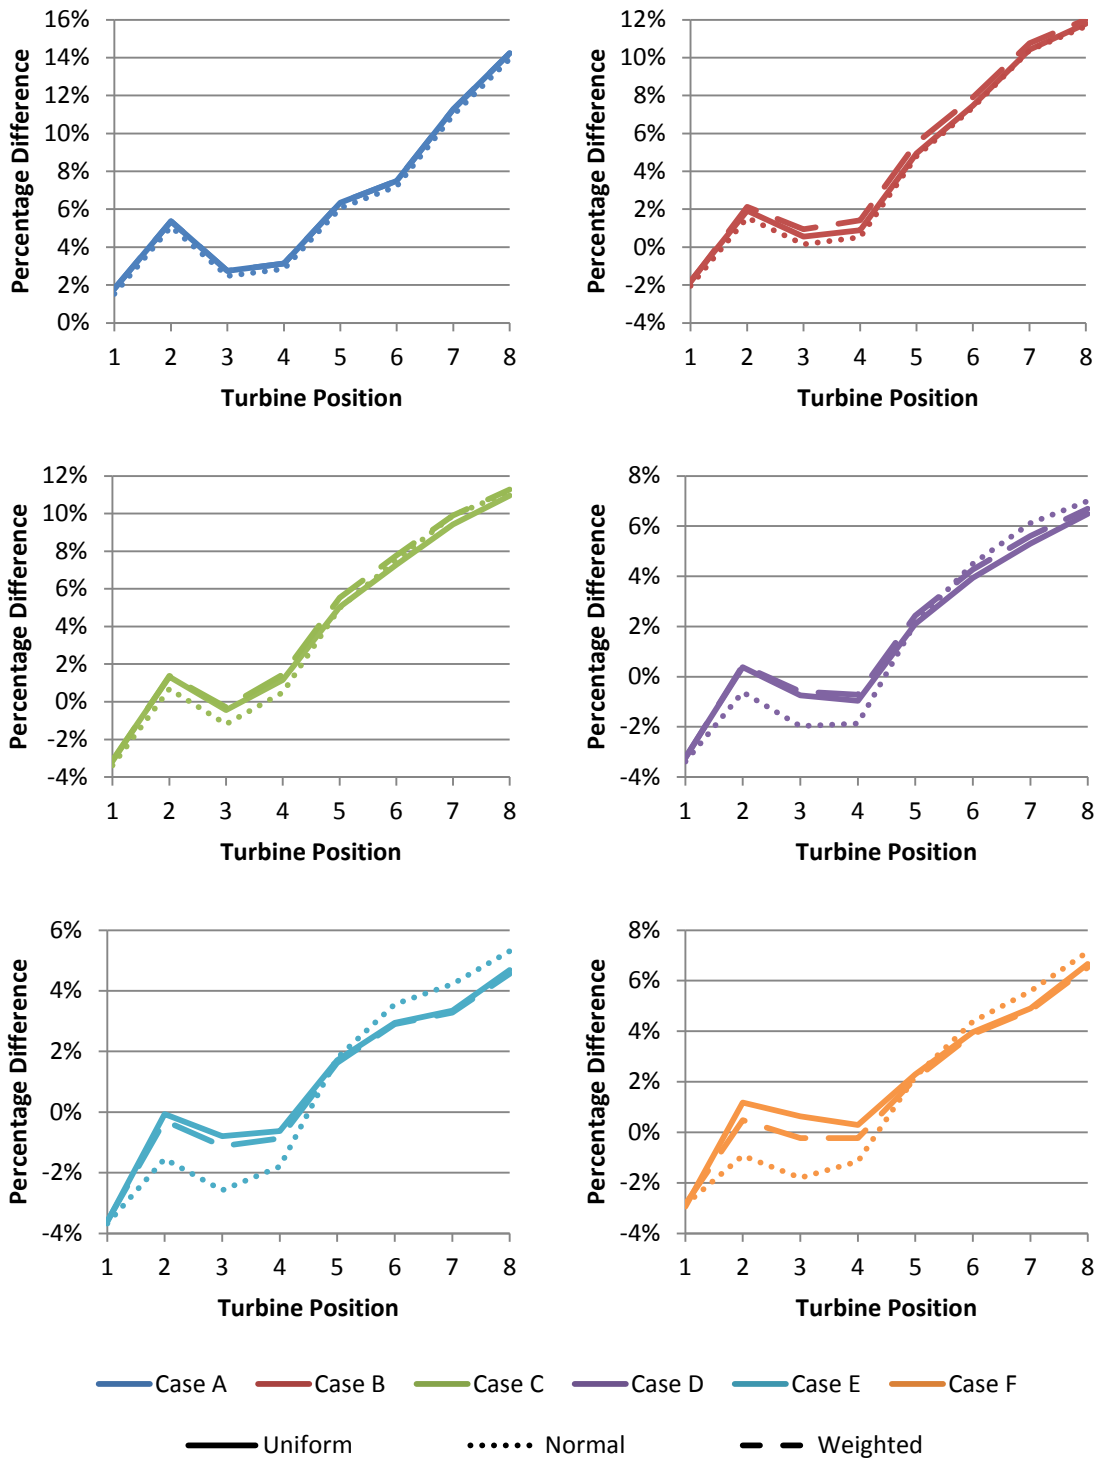 16%
14%
12%
10%
8%
6%
4%
2%
0%
Percentage Difference
1 2 3 4 5 6 7 8
Turbine Position
12%
10%
8%
6%
4%
2%
0%
-2%
-4%
Percentage Difference
1 2 3 4 5 6 7 8
Turbine Position
12%
10%
8%
6%
4%
2%
0%
-2%
-4%
Percentage Difference
1 2 3 4 5 6 7 8
Turbine Position
8%
6%
4%
2%
0%
-2%
-4%
Percentage Difference
1 2 3 4 5 6 7 8
Turbine Position
6%
4%
2%
0%
-2%
-4%
Percentage Difference
1 2 3 4 5 6 7 8
Turbine Position
8%
6%
4%
2%
0%
-2%
-4%
Percentage Difference
1 2 3 4 5 6 7 8
Turbine Position
Case A Case B Case C Case D Case E Case F
Uniform Normal Weighted